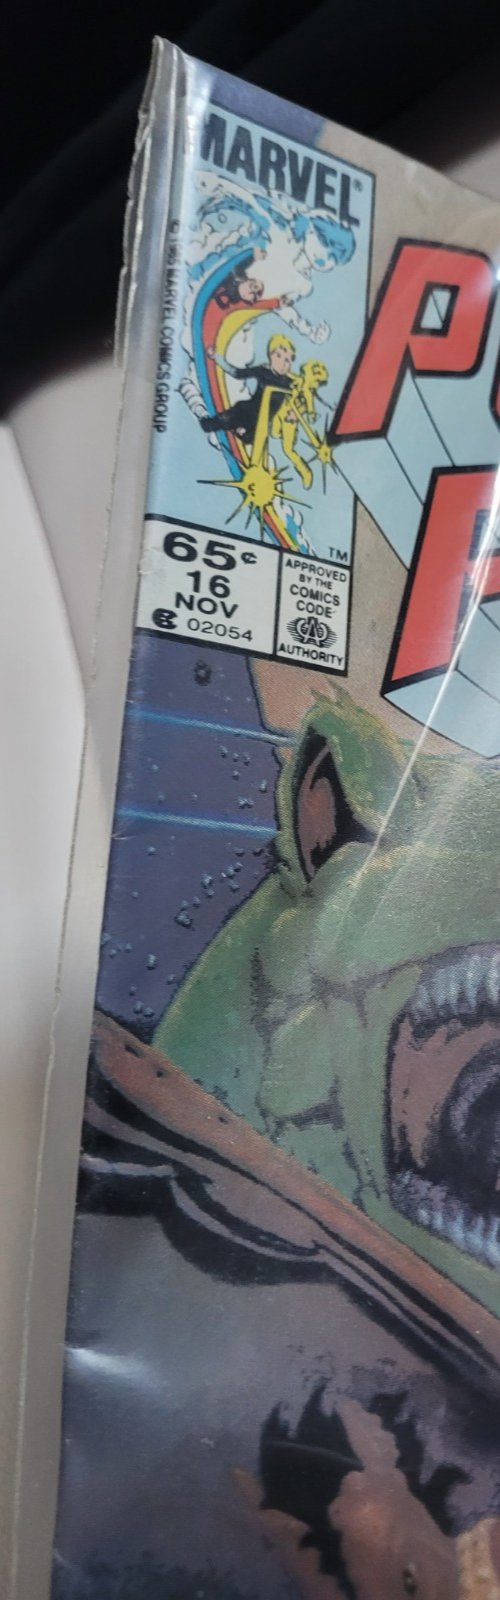 MARVEL®
© 1985 MARVEL COMICS GROUP
P
P
TM
65¢
16
NOV
02054
APPROVED
BY THE
COMICS
CODE
AUTHORITY